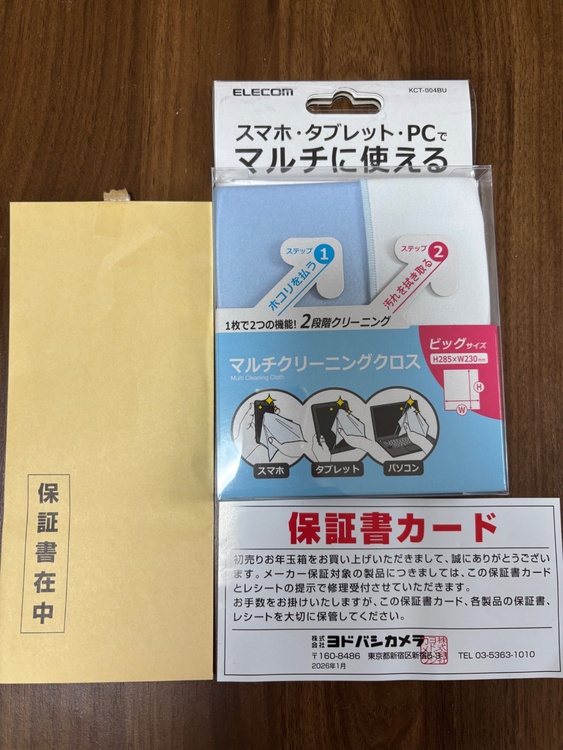 ELECOM
KCT-004BU
スマホ・タブレット・PCで
マルチに使える
ステップ1
ホコリを払う
ステップ2
汚れを拭き取る
1枚で2つの機能!2段階クリーニング
マルチクリーニングクロス
Multi Cleaning Cloth
ビッグサイズ
H285×W230mm
H
W
スマホ
タブレット
パソコン
保証書在中
保証書カード
初売りお年玉箱をお買い上げいただきまして、誠にありがとうござい
ます。メーカー保証対象の製品につきましては、この保証書カード
とレシートの提示で修理受付させていただきます。
お手数をお掛けいたしますが、この保証書カード、各製品の保証書、
レシートを大切に保管してください。
株式会社ヨドバシカメラ
〒160-8486 東京都新宿区新宿5-3-1 TEL 03-5363-1010
2026年1月